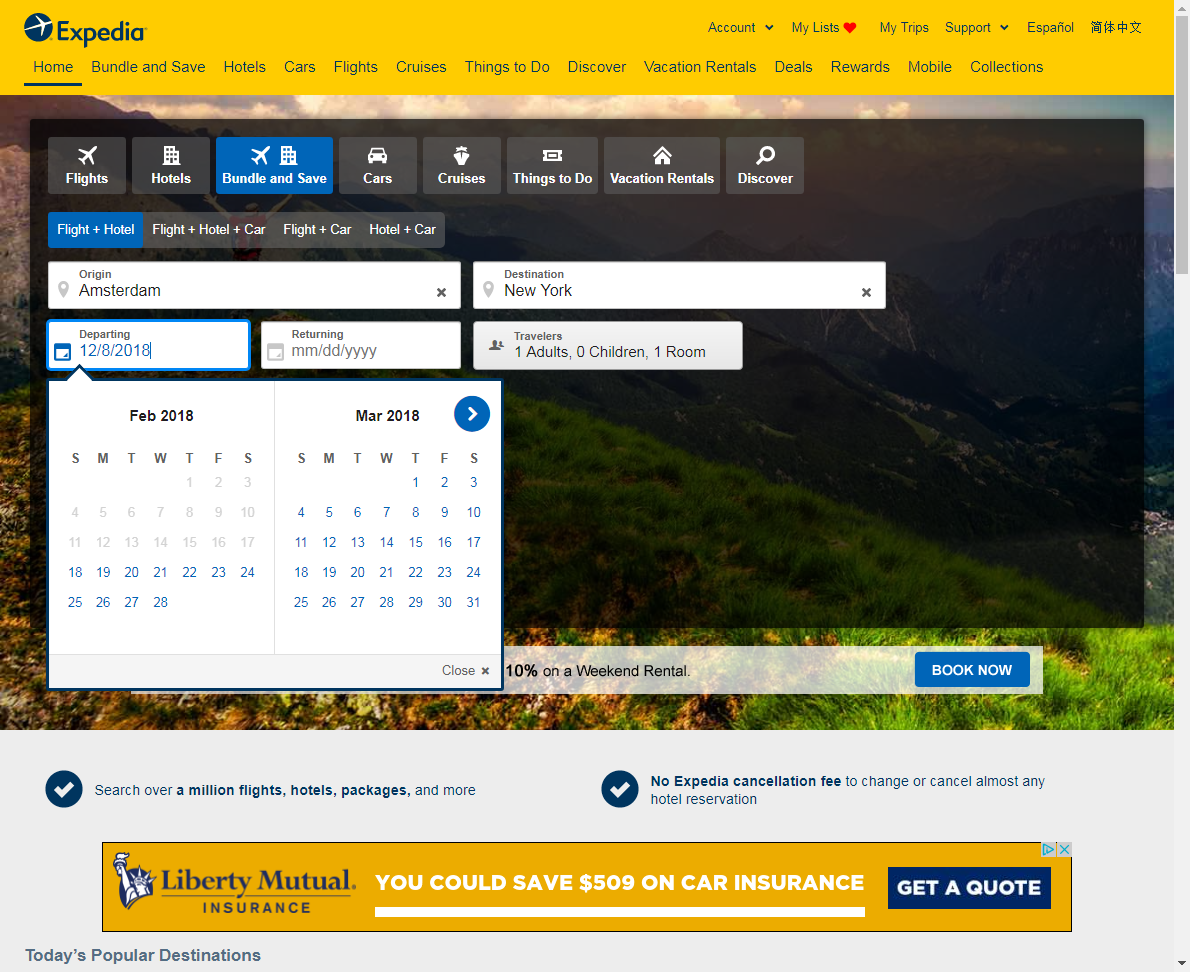 Expedia
Account My Lists My Trips Support Español 简体中文
Home Bundle and Save Hotels Cars Flights Cruises Things to Do Discover Vacation Rentals Deals Rewards Mobile Collections
Flights Hotels Bundle and Save Cars Cruises Things to Do Vacation Rentals Discover
Flight + Hotel Flight + Hotel + Car Flight + Car Hotel + Car
Origin
Amsterdam
Destination
New York
Departing
12/8/2018
Returning
mm/dd/yyyy
Travelers
1 Adults, 0 Children, 1 Room
Feb 2018
S M T W T F S
1 2 3
4 5 6 7 8 9 10
11 12 13 14 15 16 17
18 19 20 21 22 23 24
25 26 27 28
Mar 2018
S M T W T F S
1 2 3
4 5 6 7 8 9 10
11 12 13 14 15 16 17
18 19 20 21 22 23 24
25 26 27 28 29 30 31
Close
10% on a Weekend Rental.
BOOK NOW
Search over a million flights, hotels, packages, and more
No Expedia cancellation fee to change or cancel almost any
hotel reservation
Liberty Mutual.
INSURANCE
YOU COULD SAVE $509 ON CAR INSURANCE
GET A QUOTE
Today's Popular Destinations